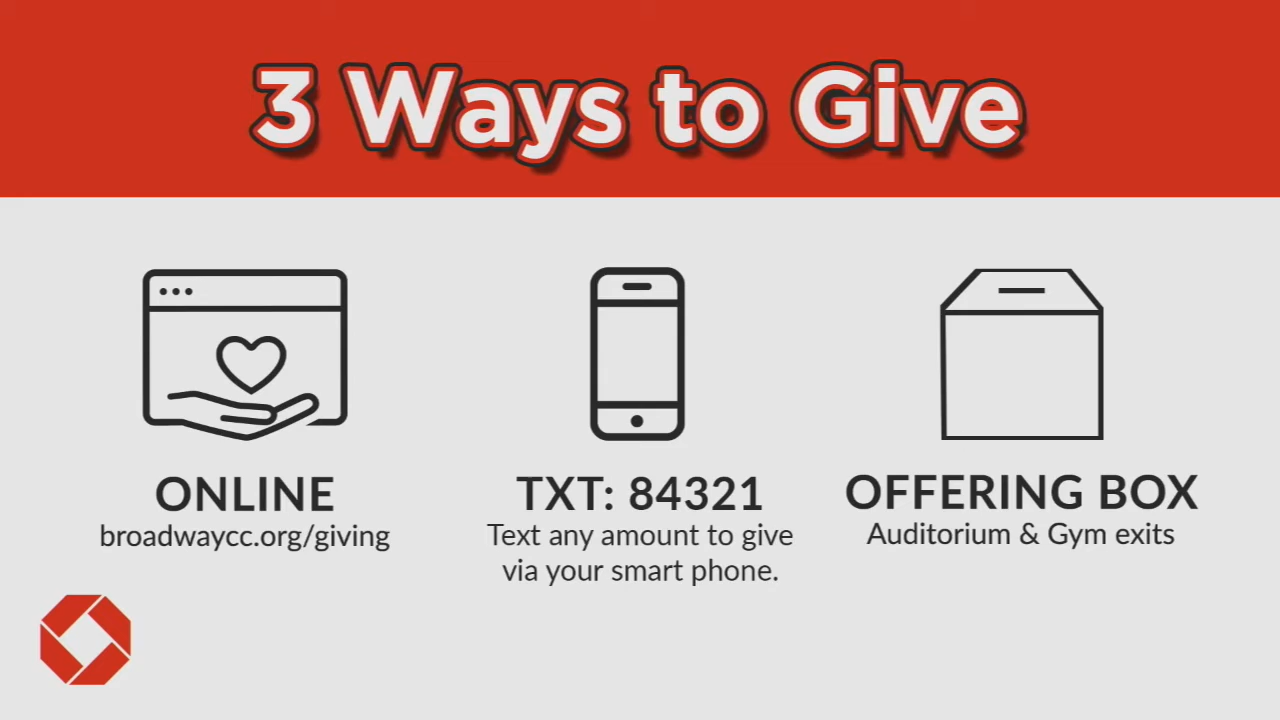 3 Ways to Give
ONLINE
broadwaycc.org/giving
TXT: 84321
Text any amount to give
via your smart phone.
OFFERING BOX
Auditorium & Gym exits